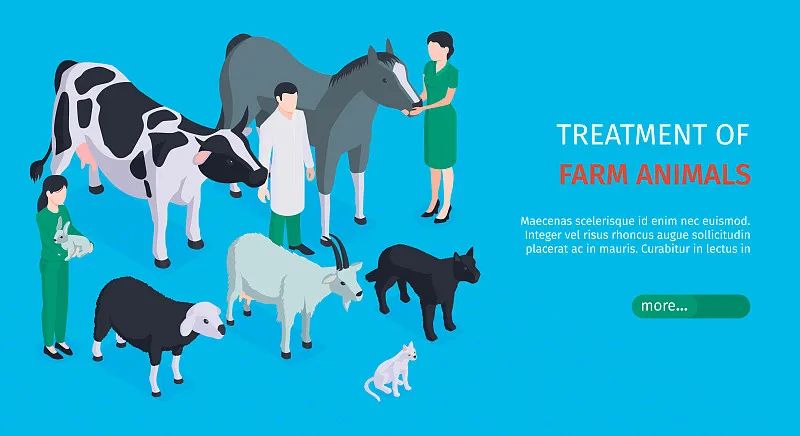 TREATMENT OF
FARM ANIMALS
Maecenas scelerisque id enim nec euismod.
Integer vel risus rhoncus augue sollicitudin
placerat ac in mauris. Curabitur in lectus in
more...